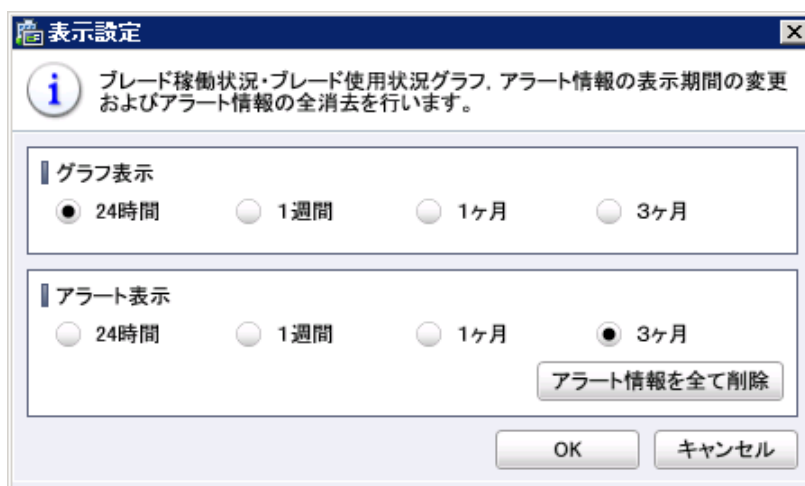 表示設定
ブレード稼働状況・ブレード使用状況グラフ, アラート情報の表示期間の変更
およびアラート情報の全消去を行います。
グラフ表示
24時間 1週間 1ヶ月 3ヶ月
アラート表示
24時間 1週間 1ヶ月 3ヶ月
アラート情報を全て削除
OK キャンセル